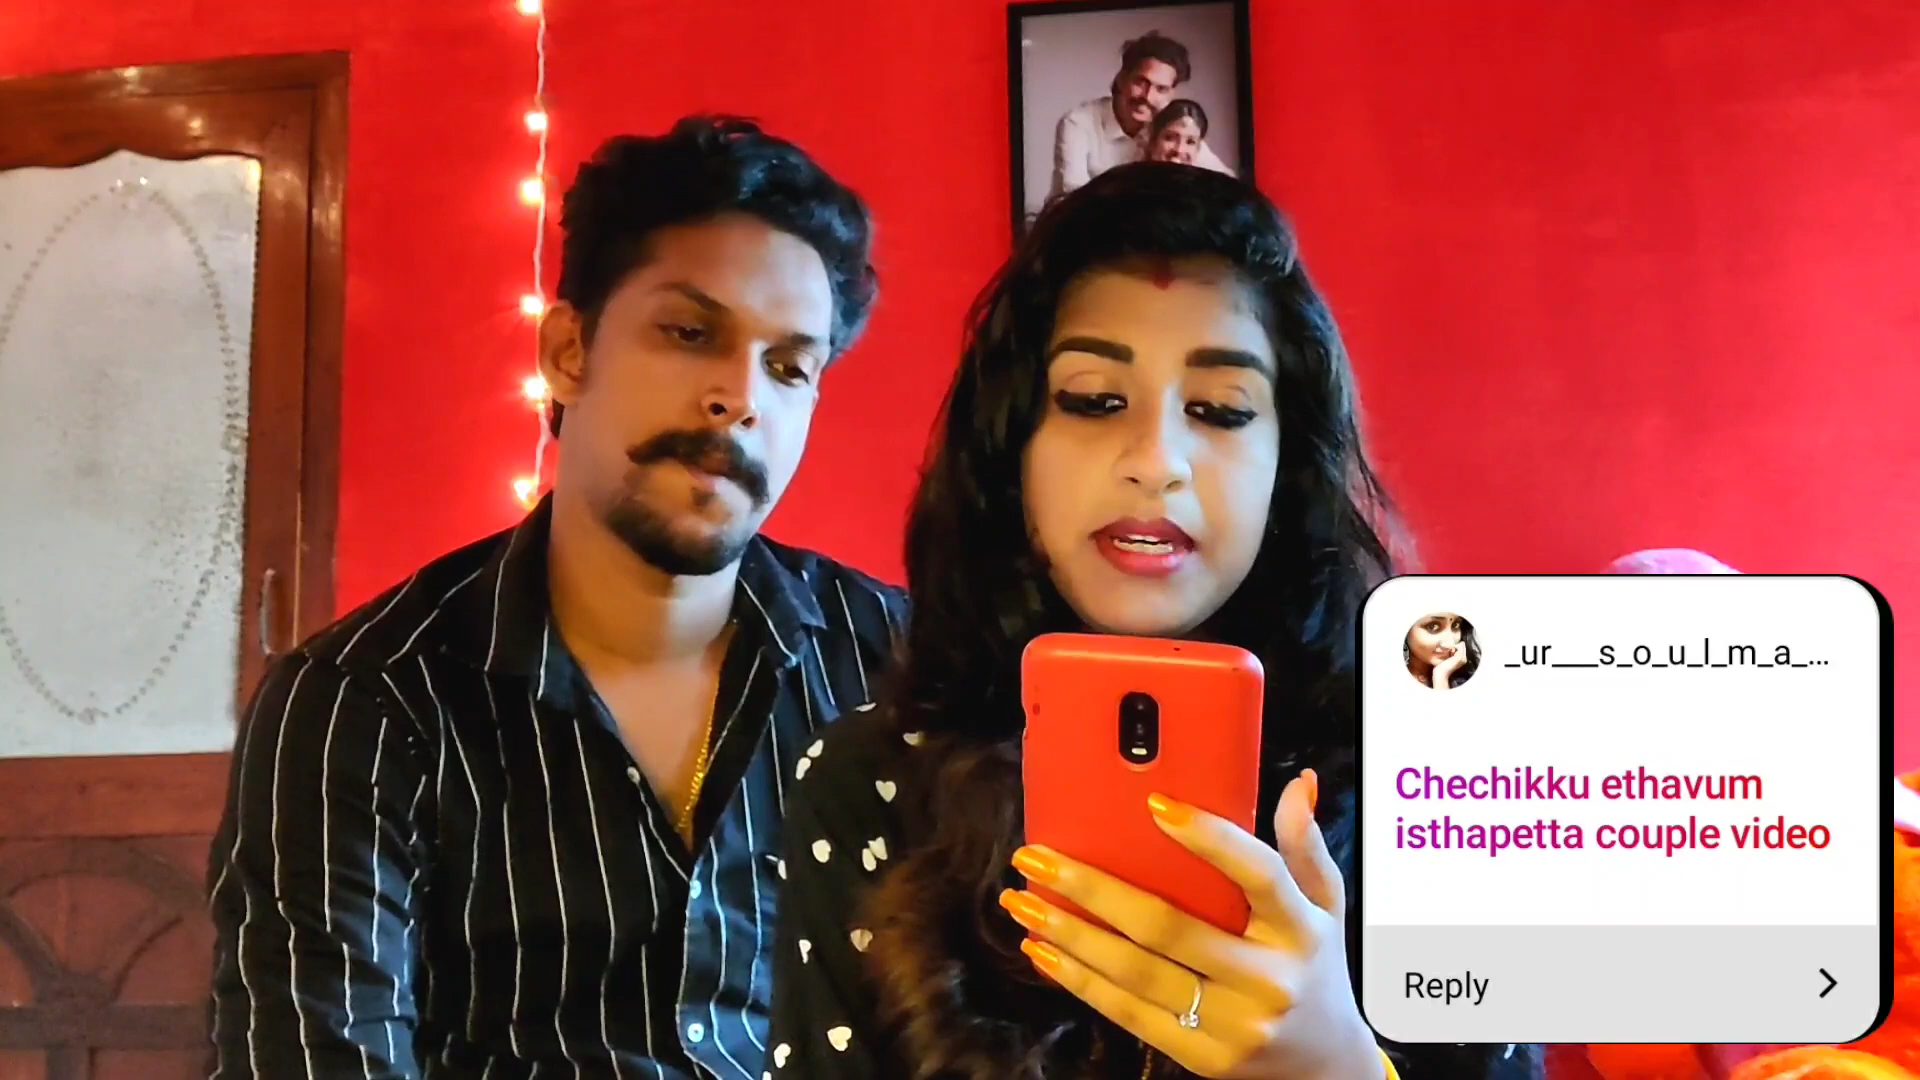 _ur___s_o_u_l_m_a_...
Chechikku ethavum
isthapetta couple video
Reply